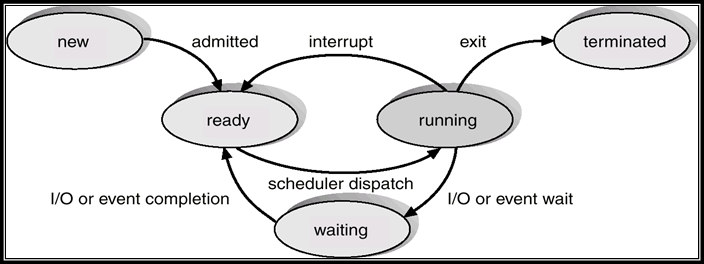 new
admitted
interrupt
exit
terminated
ready
running
scheduler dispatch
I/O or event completion
I/O or event wait
waiting